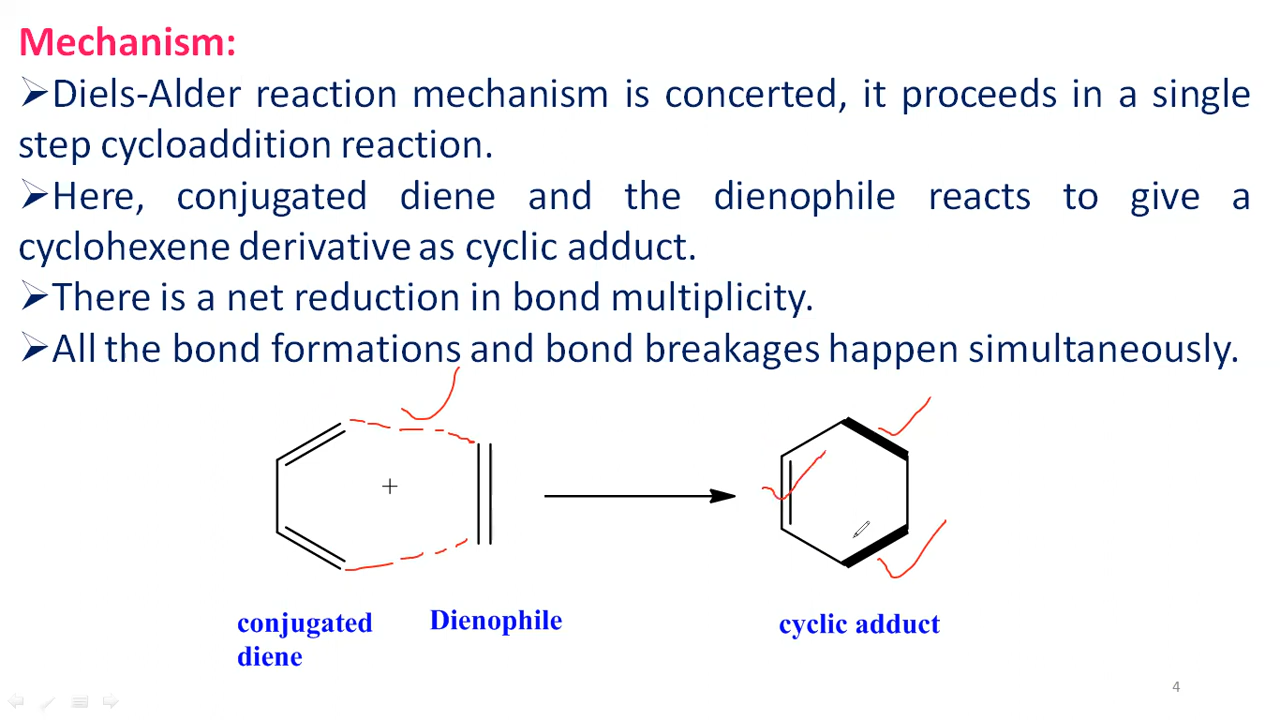 Mechanism:
➢Diels-Alder reaction mechanism is concerted, it proceeds in a single
step cycloaddition reaction.
➢Here, conjugated diene and the dienophile reacts to give a
cyclohexene derivative as cyclic adduct.
➢There is a net reduction in bond multiplicity.
➢All the bond formations and bond breakages happen simultaneously.
+
conjugated
diene
Dienophile
cyclic adduct
4